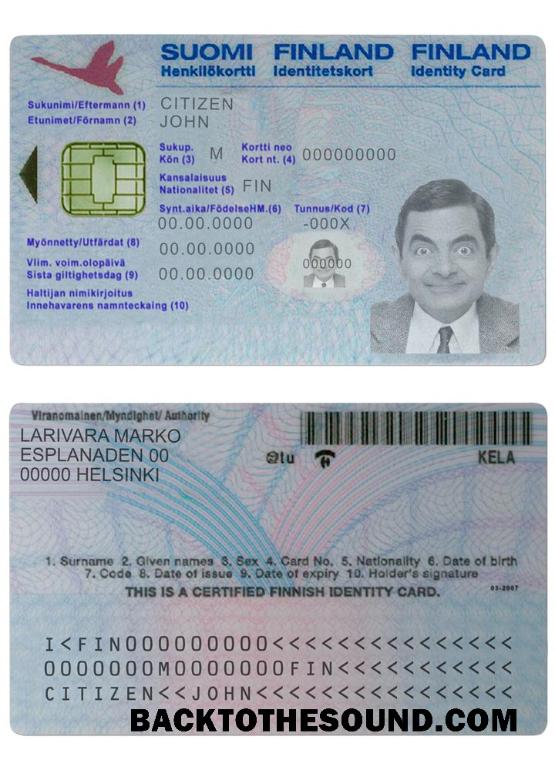 SUOMI FINLAND FINLAND
Henkilökortti Identitetskort Identity Card
Sukunimi/Eftermann (1) CITIZEN
Etunimet/Förnamn (2) JOHN
Sukup. Kortti neo
Kön (3) M Kort nt. (4) 000000000
Kansalaisuus
Nationalitet (5) FIN
Synt.aika/FödelseHM.(6) Tunnus/Kod (7)
00.00.0000 -000X
Myönnetty/Utfärdat (8) 00.00.0000
000000
Vlim. voim.olopäivä
Sista giltighetsdag (9) 00.00.0000
Haltijan nimikirjoitus
Innehavarens namnteckaing (10)
Viranomainen/Myndighet/ Authority
LARIVARA MARKO
ESPLANADEN 00
00000 HELSINKI
@tu KELA
1. Surname 2. Given names 3. Sex 4. Card No. 5. Nationality 6. Date of birth
7. Code 8. Date of issue 9. Date of expiry 10. Holder's signature
THIS IS A CERTIFIED FINNISH IDENTITY CARD.
03-2007
I<FIN000000000<<<<<<<<<<<<<<<
0000000M0000000FIN<<<<<<<<<<<
CITIZEN<<JOHN<<<<<<<<<<<<<<<<
BACKTOTHESOUND.COM